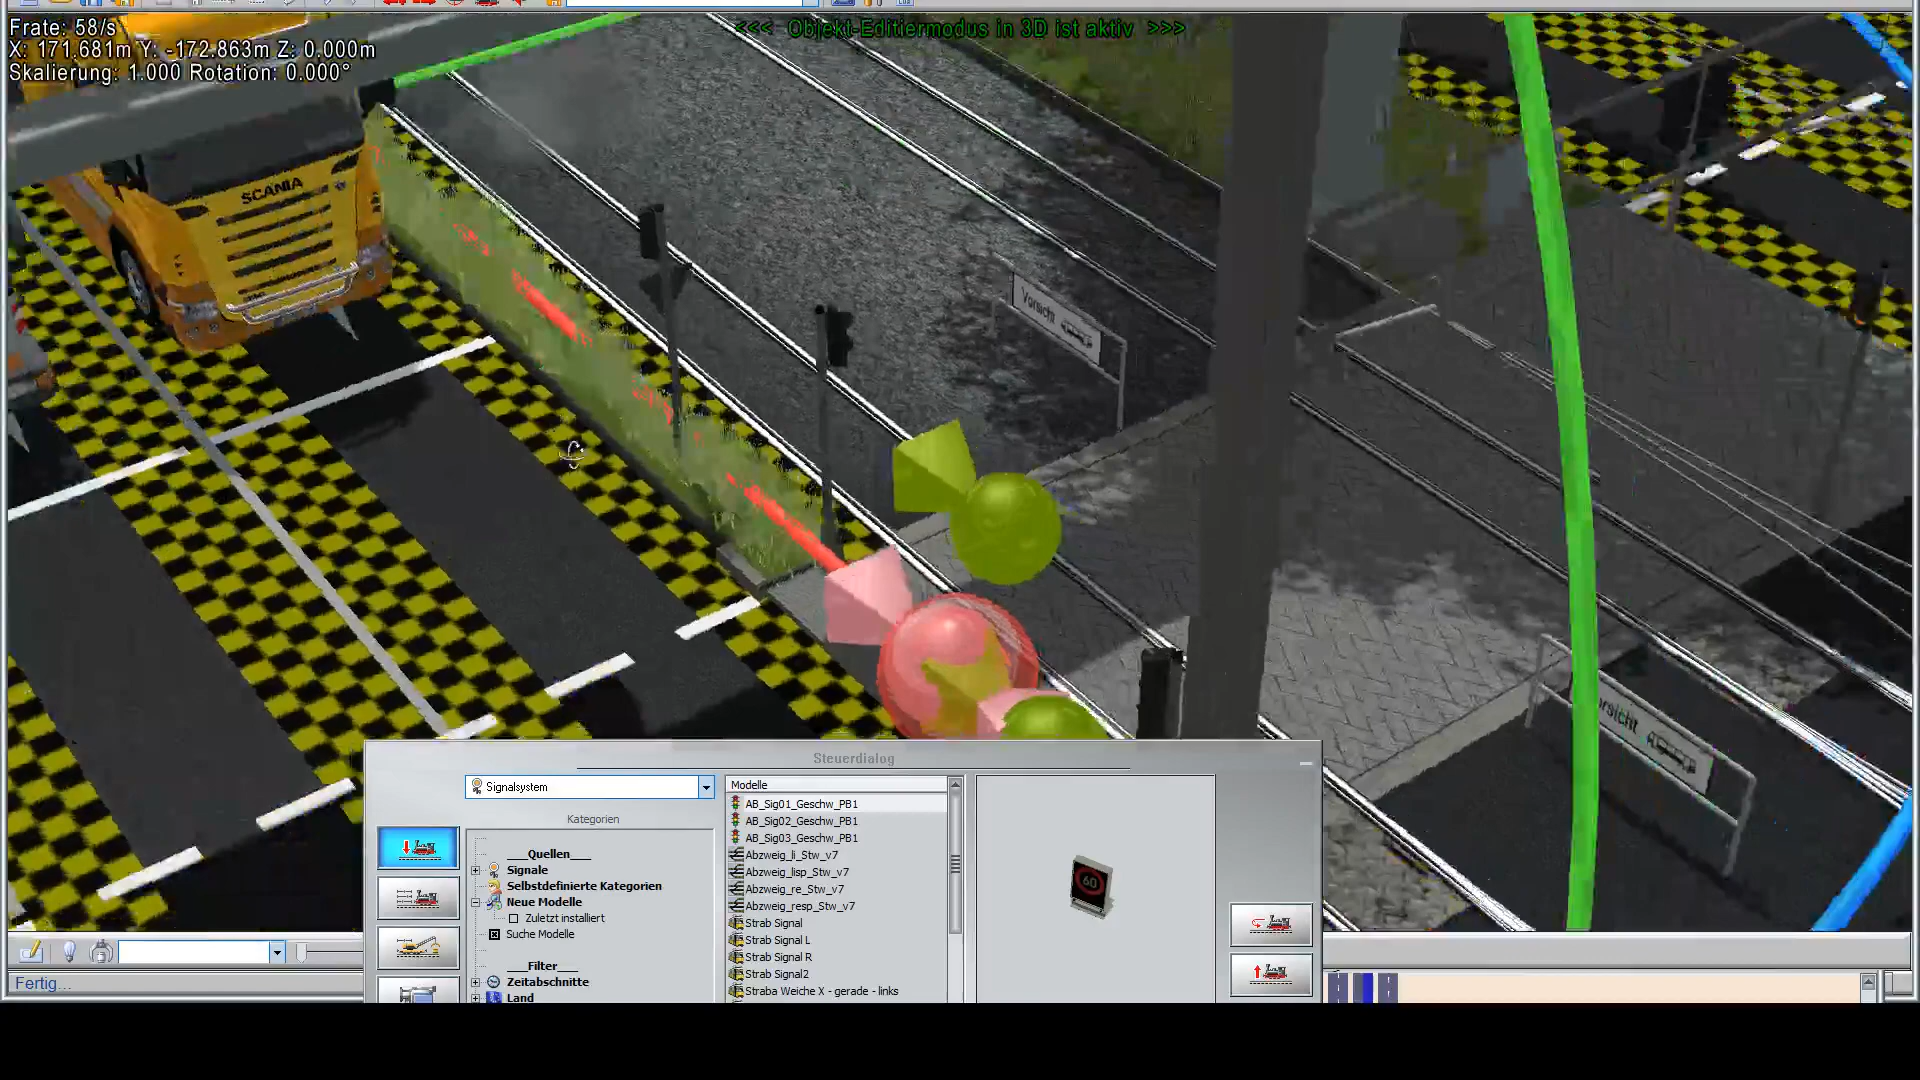 Frate: 58/s
X: 171.681m Y: -172.863m Z: 0.000m
Skalierung: 1.000 Rotation: 0.000°
<<< Objekt-Editiermodus in 3D ist aktiv >>>
SCANIA
Vorsicht
orsicht
Steuerdialog
Signalsystem
Kategorien
___Quellen___
Signale
Selbstdefinierte Kategorien
Neue Modelle
Zuletzt installiert
Suche Modelle
___Filter___
Zeitabschnitte
Land
Modelle
AB_Sig01_Geschw_PB1
AB_Sig02_Geschw_PB1
AB_Sig03_Geschw_PB1
Abzweig_li_Stw_v7
Abzweig_lisp_Stw_v7
Abzweig_re_Stw_v7
Abzweig_resp_Stw_v7
Strab Signal
Strab Signal L
Strab Signal R
Strab Signal2
Straba Weiche X - gerade - links
60
Fertig...